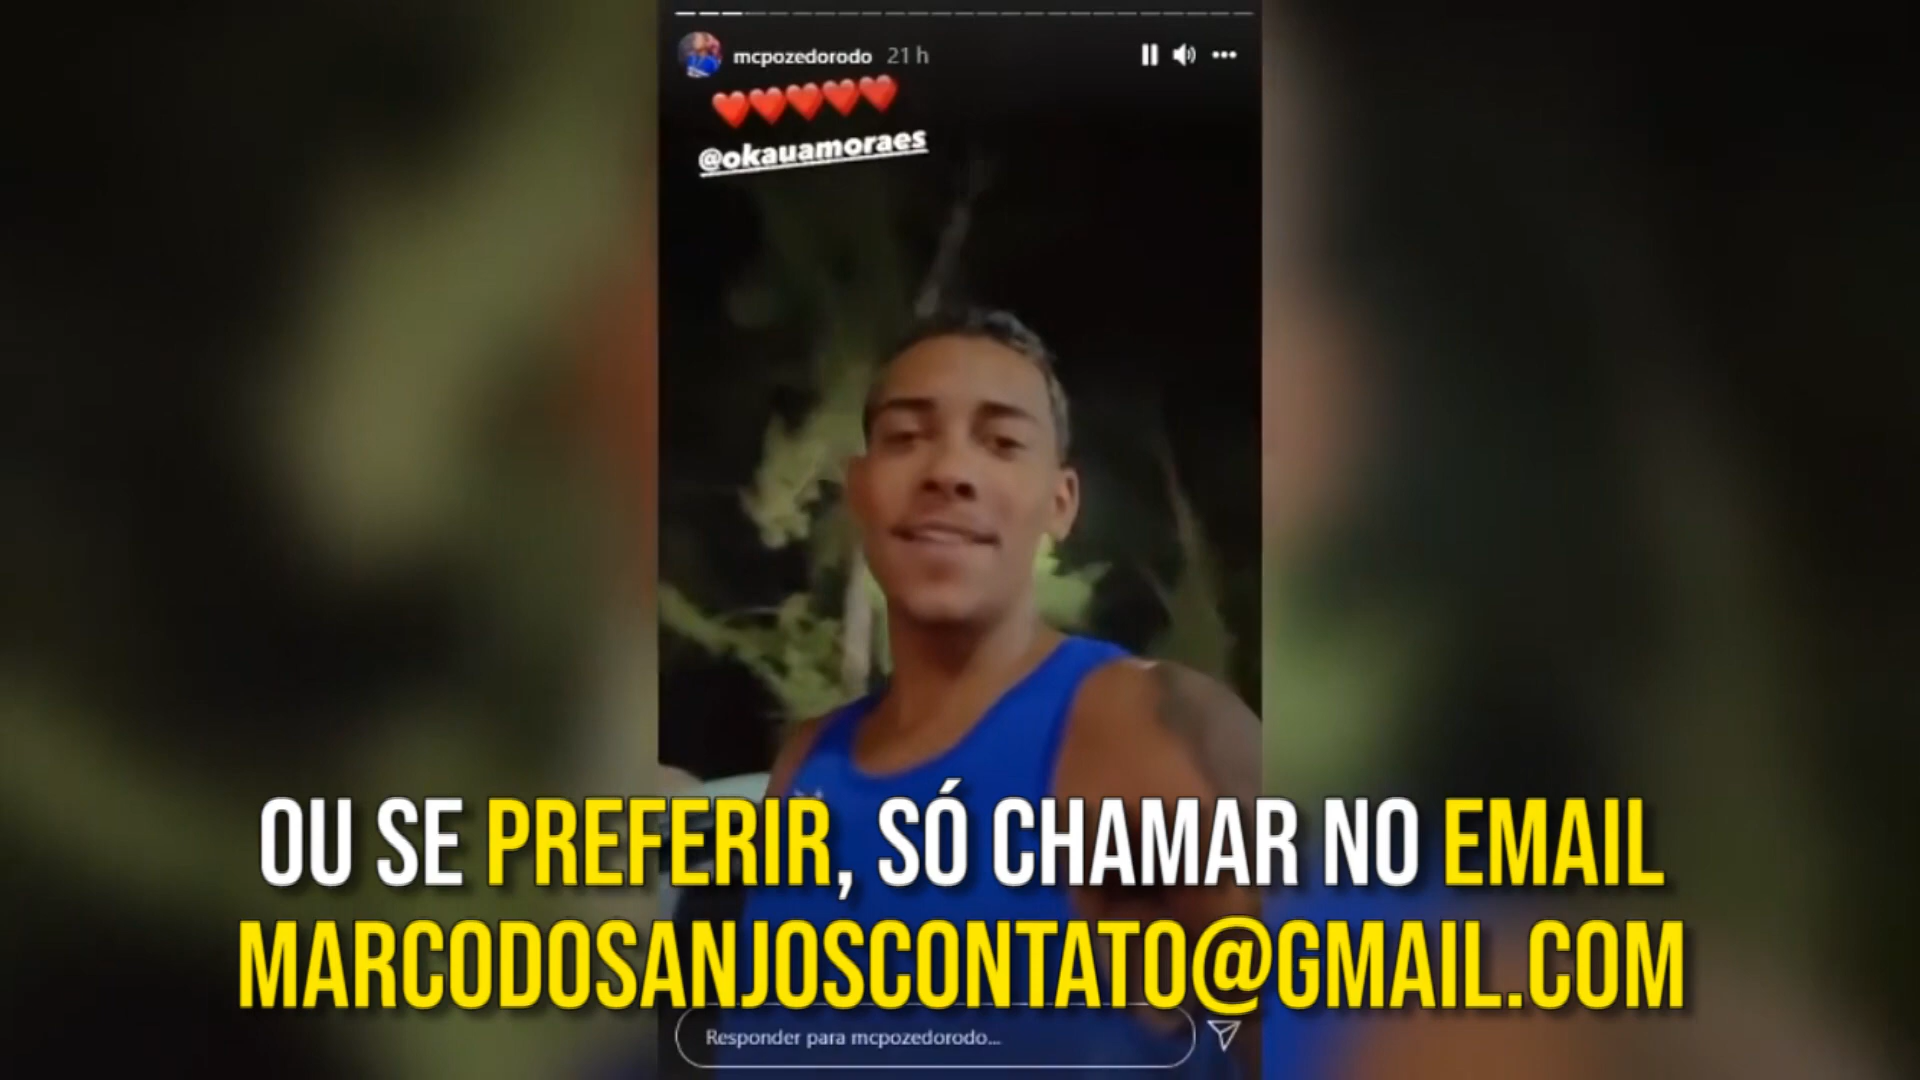 mcpozedorodo 21 h
@okauamoraes
OU SE PREFERIR, SÓ CHAMAR NO EMAIL
MARCODOSANJOSCONTATO@GMAIL.COM
Responder para mcpozedorodo...